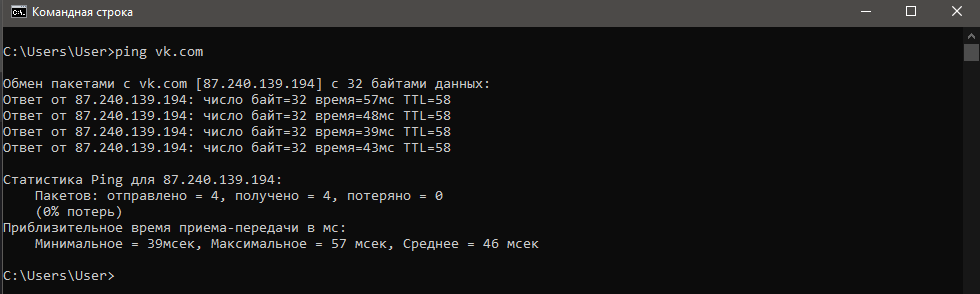 Командная строка
C:\Users\User>ping vk.com
Обмен пакетами с vk.com [87.240.139.194] с 32 байтами данных:
Ответ от 87.240.139.194: число байт=32 время=57мс TTL=58
Ответ от 87.240.139.194: число байт=32 время=48мс TTL=58
Ответ от 87.240.139.194: число байт=32 время=39мс TTL=58
Ответ от 87.240.139.194: число байт=32 время=43мс TTL=58
Статистика Ping для 87.240.139.194:
Пакетов: отправлено = 4, получено = 4, потеряно = 0
(0% потерь)
Приблизительное время приема-передачи в мс:
Минимальное = 39мсек, Максимальное = 57 мсек, Среднее = 46 мсек
C:\Users\User>